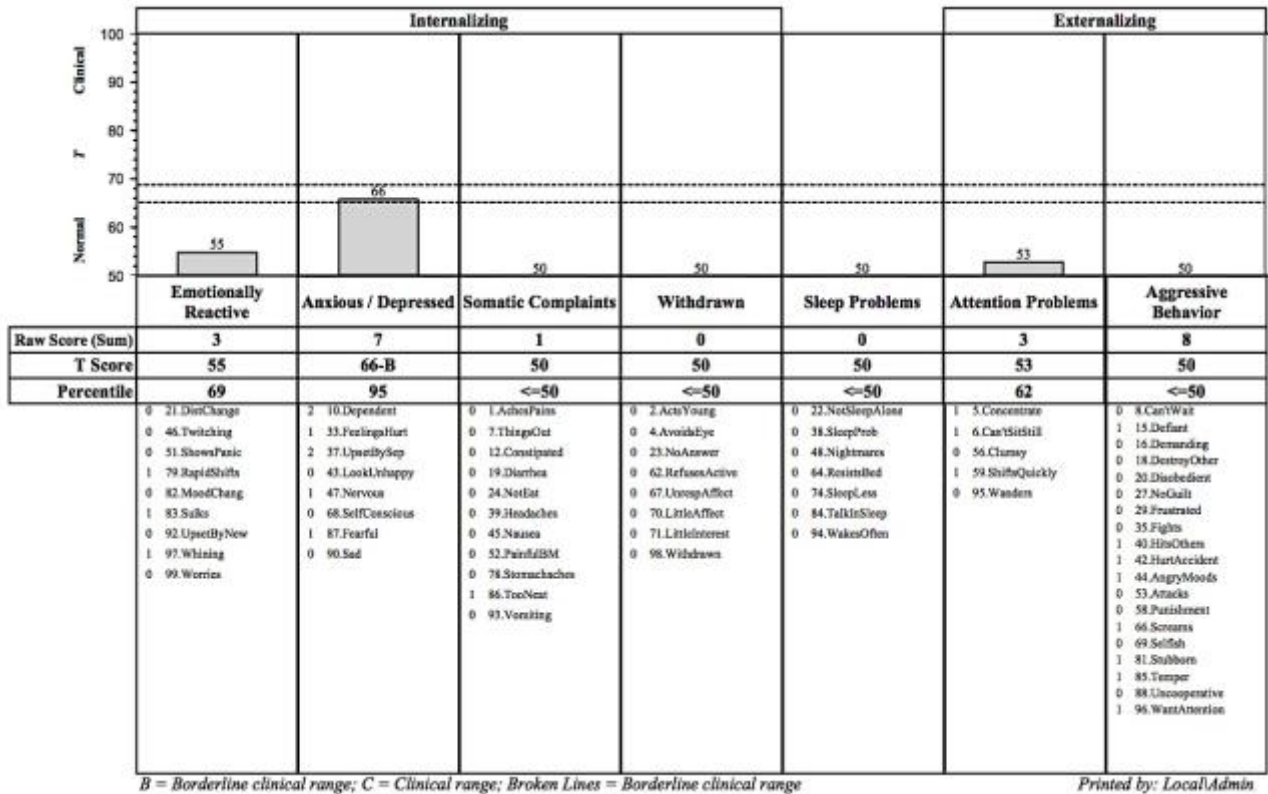 Internalizing Externalizing
100
90
80
70
60
50
Clinical
T
Normal
55 66 50 50 50 53 50
Emotionally Reactive Anxious / Depressed Somatic Complaints Withdrawn Sleep Problems Attention Problems Aggressive Behavior
Raw Score (Sum) 3 7 1 0 0 3 8
T Score 55 66-B 50 50 50 53 50
Percentile 69 95 <=50 <=50 <=50 62 <=50
0 21.DistChange
0 46.Twitching
0 51.ShowsPanic
1 79.RapidShifts
0 82.MoodChang
1 83.Sulks
0 92.UpsetByNew
1 97.Whining
0 99.Worries
2 10.Dependent
1 33.FeelingsHurt
2 37.UpsetBySep
0 43.LookUnhappy
1 47.Nervous
0 68.SelfConscious
1 87.Fearful
0 90.Sad
0 1.AchesPains
0 7.ThingsOut
0 12.Constipated
0 19.Diarrhea
0 24.NotEat
0 39.Headaches
0 45.Nausea
0 52.PainfulBM
0 78.Stomachaches
1 86.TooNeat
0 93.Vomiting
0 2.ActsYoung
0 4.AvoidsEye
0 23.NoAnswer
0 62.RefusesActive
0 67.UnrespAffect
0 70.LittleAffect
0 71.LittleInterest
0 98.Withdrawn
0 22.NotSleepAlone
0 38.SleepProb
0 48.Nightmares
0 64.ResistsBed
0 74.SleepLess
0 84.TalkInSleep
0 94.WakesOften
1 5.Concentrate
1 6.Can'tSitStill
0 56.Clumsy
1 59.ShiftsQuickly
0 95.Wanders
0 8.Can'tWait
1 15.Defiant
0 16.Demanding
0 18.DestroyOther
0 20.Disobedient
0 27.NoGuilt
0 29.Frustrated
0 35.Fights
1 40.HitsOthers
1 42.HurtAccident
1 44.AngryMoods
0 53.Attacks
0 58.Punishment
1 66.Screams
0 69.Selfish
1 81.Stubborn
1 85.Temper
0 88.Uncooperative
1 96.WantAttention
B = Borderline clinical range; C = Clinical range; Broken Lines = Borderline clinical range
Printed by: Local\Admin